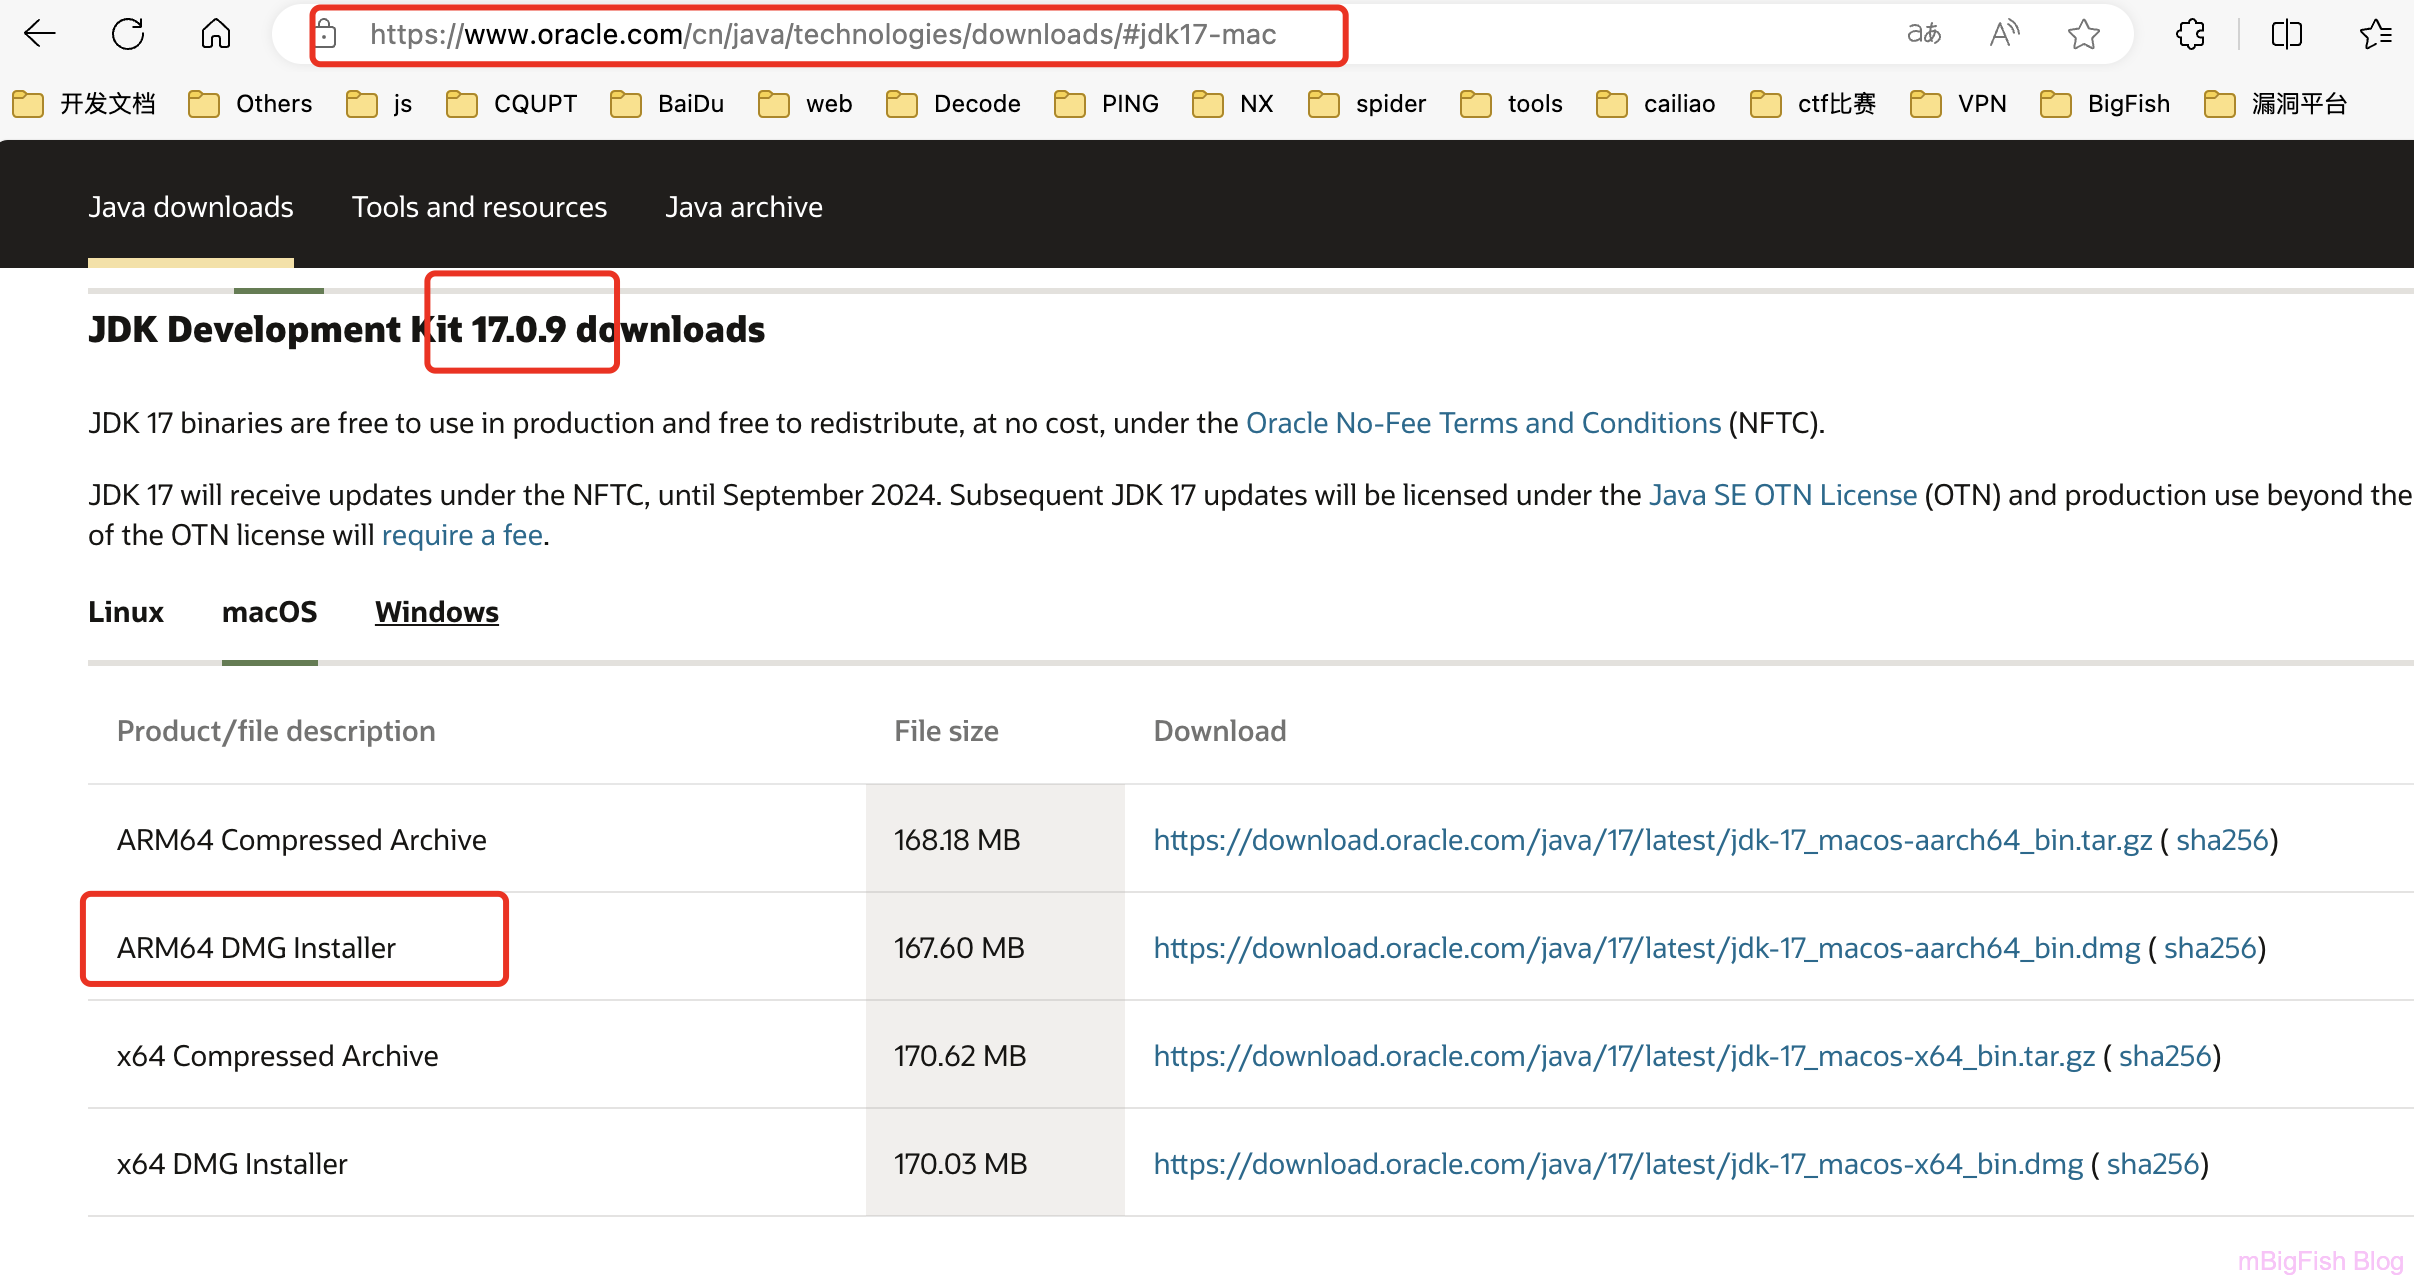 https://www.oracle.com/cn/java/technologies/downloads/#jdk17-mac
aあ
A
开发文档 Others js CQUPT BaiDu web Decode PING NX spider tools cailiao ctf比赛 VPN BigFish 漏洞平台
Java downloads Tools and resources Java archive
JDK Development Kit 17.0.9 downloads
JDK 17 binaries are free to use in production and free to redistribute, at no cost, under the Oracle No-Fee Terms and Conditions (NFTC).
JDK 17 will receive updates under the NFTC, until September 2024. Subsequent JDK 17 updates will be licensed under the Java SE OTN License (OTN) and production use beyond the
of the OTN license will require a fee.
Linux macOS Windows
Product/file description File size Download
ARM64 Compressed Archive 168.18 MB https://download.oracle.com/java/17/latest/jdk-17_macos-aarch64_bin.tar.gz ( sha256)
ARM64 DMG Installer 167.60 MB https://download.oracle.com/java/17/latest/jdk-17_macos-aarch64_bin.dmg ( sha256)
x64 Compressed Archive 170.62 MB https://download.oracle.com/java/17/latest/jdk-17_macos-x64_bin.tar.gz ( sha256)
x64 DMG Installer 170.03 MB https://download.oracle.com/java/17/latest/jdk-17_macos-x64_bin.dmg ( sha256)
mBigFish Blog